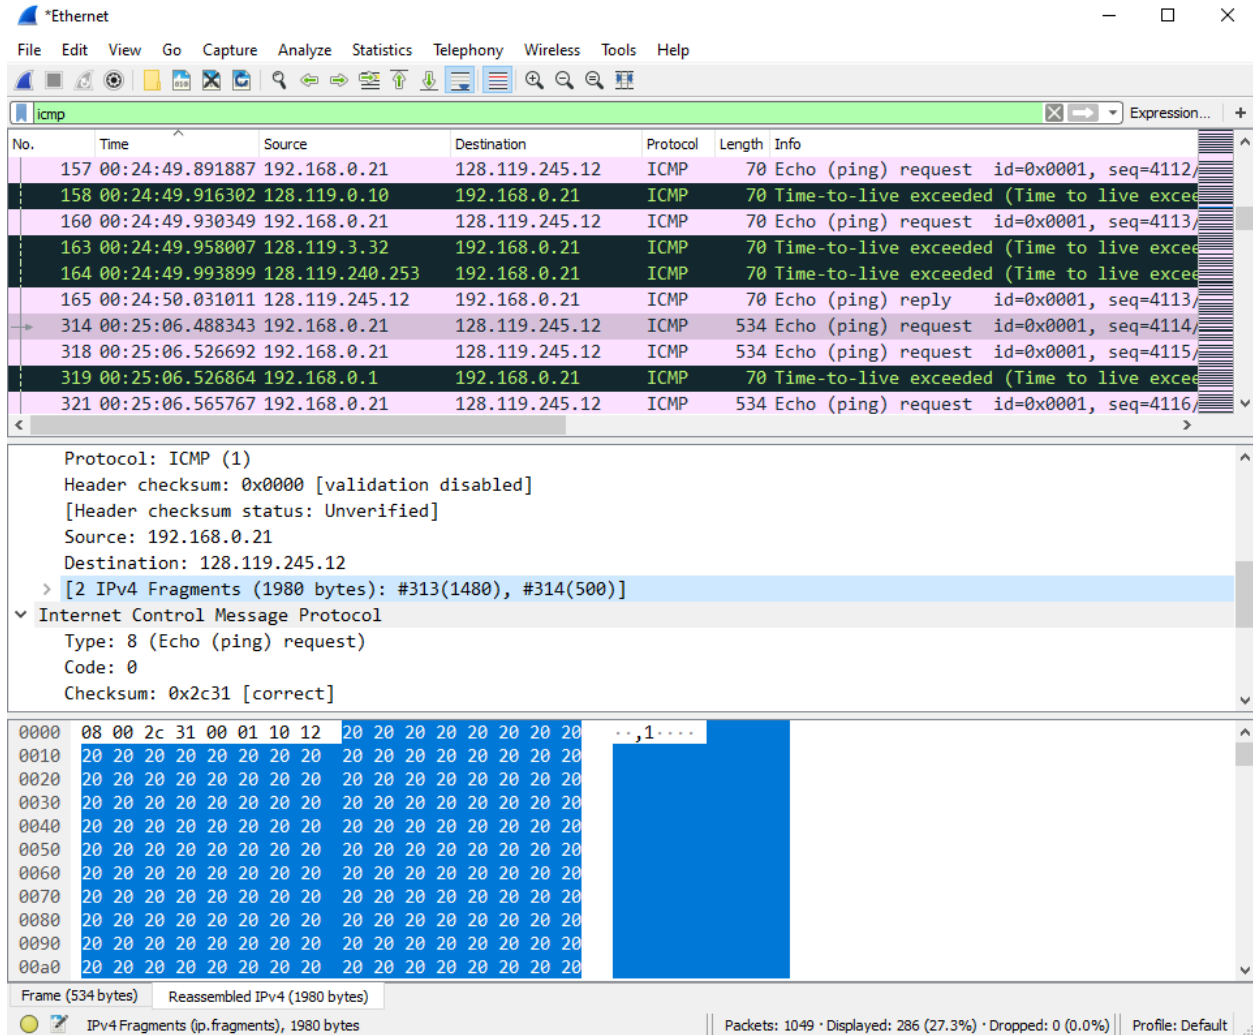 *Ethernet
File Edit View Go Capture Analyze Statistics Telephony Wireless Tools Help
icmp Expression... +
No. Time Source Destination Protocol Length Info
157 00:24:49.891887 192.168.0.21 128.119.245.12 ICMP 70 Echo (ping) request id=0x0001, seq=4112/
158 00:24:49.916302 128.119.0.10 192.168.0.21 ICMP 70 Time-to-live exceeded (Time to live excee
160 00:24:49.930349 192.168.0.21 128.119.245.12 ICMP 70 Echo (ping) request id=0x0001, seq=4113/
163 00:24:49.958007 128.119.3.32 192.168.0.21 ICMP 70 Time-to-live exceeded (Time to live excee
164 00:24:49.993899 128.119.240.253 192.168.0.21 ICMP 70 Time-to-live exceeded (Time to live excee
165 00:24:50.031011 128.119.245.12 192.168.0.21 ICMP 70 Echo (ping) reply id=0x0001, seq=4113/
314 00:25:06.488343 192.168.0.21 128.119.245.12 ICMP 534 Echo (ping) request id=0x0001, seq=4114/
318 00:25:06.526692 192.168.0.21 128.119.245.12 ICMP 534 Echo (ping) request id=0x0001, seq=4115/
319 00:25:06.526864 192.168.0.1 192.168.0.21 ICMP 70 Time-to-live exceeded (Time to live excee
321 00:25:06.565767 192.168.0.21 128.119.245.12 ICMP 534 Echo (ping) request id=0x0001, seq=4116/
Protocol: ICMP (1)
Header checksum: 0x0000 [validation disabled]
[Header checksum status: Unverified]
Source: 192.168.0.21
Destination: 128.119.245.12
[2 IPv4 Fragments (1980 bytes): #313(1480), #314(500)]
Internet Control Message Protocol
Type: 8 (Echo (ping) request)
Code: 0
Checksum: 0x2c31 [correct]
0000 08 00 2c 31 00 01 10 12 20 20 20 20 20 20 20 20 ··,1····
0010 20 20 20 20 20 20 20 20 20 20 20 20 20 20 20 20
0020 20 20 20 20 20 20 20 20 20 20 20 20 20 20 20 20
0030 20 20 20 20 20 20 20 20 20 20 20 20 20 20 20 20
0040 20 20 20 20 20 20 20 20 20 20 20 20 20 20 20 20
0050 20 20 20 20 20 20 20 20 20 20 20 20 20 20 20 20
0060 20 20 20 20 20 20 20 20 20 20 20 20 20 20 20 20
0070 20 20 20 20 20 20 20 20 20 20 20 20 20 20 20 20
0080 20 20 20 20 20 20 20 20 20 20 20 20 20 20 20 20
0090 20 20 20 20 20 20 20 20 20 20 20 20 20 20 20 20
00a0 20 20 20 20 20 20 20 20 20 20 20 20 20 20 20 20
Frame (534 bytes) Reassembled IPv4 (1980 bytes)
IPv4 Fragments (ip.fragments), 1980 bytes Packets: 1049 · Displayed: 286 (27.3%) · Dropped: 0 (0.0%) Profile: Default